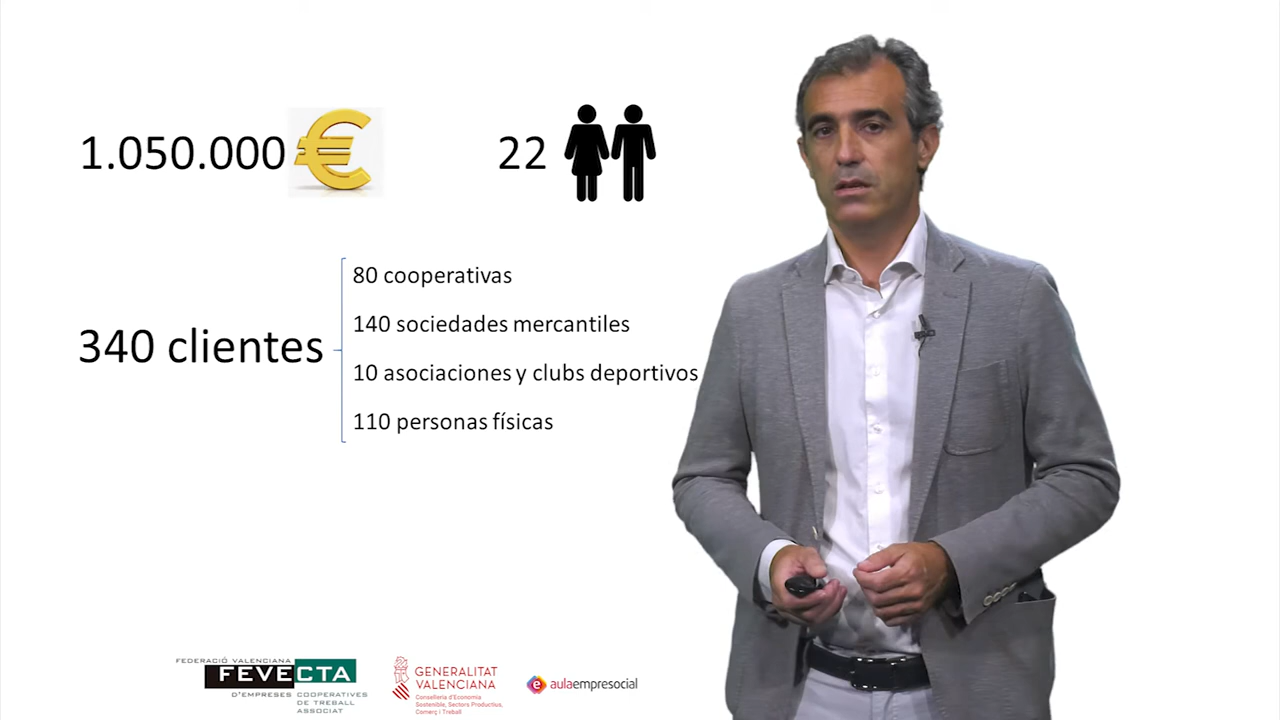 1.050.000 €
22
340 clientes
80 cooperativas
140 sociedades mercantiles
10 asociaciones y clubs deportivos
110 personas físicas
FEDERACIÓ VALENCIANA
FEVECTA
D'EMPRESES COOPERATIVES
DE TREBALL
ASSOCIAT
GENERALITAT
VALENCIANA
Conselleria d'Economia
Sostenible, Sectors Productius,
Comerç i Treball
aulaempresocial